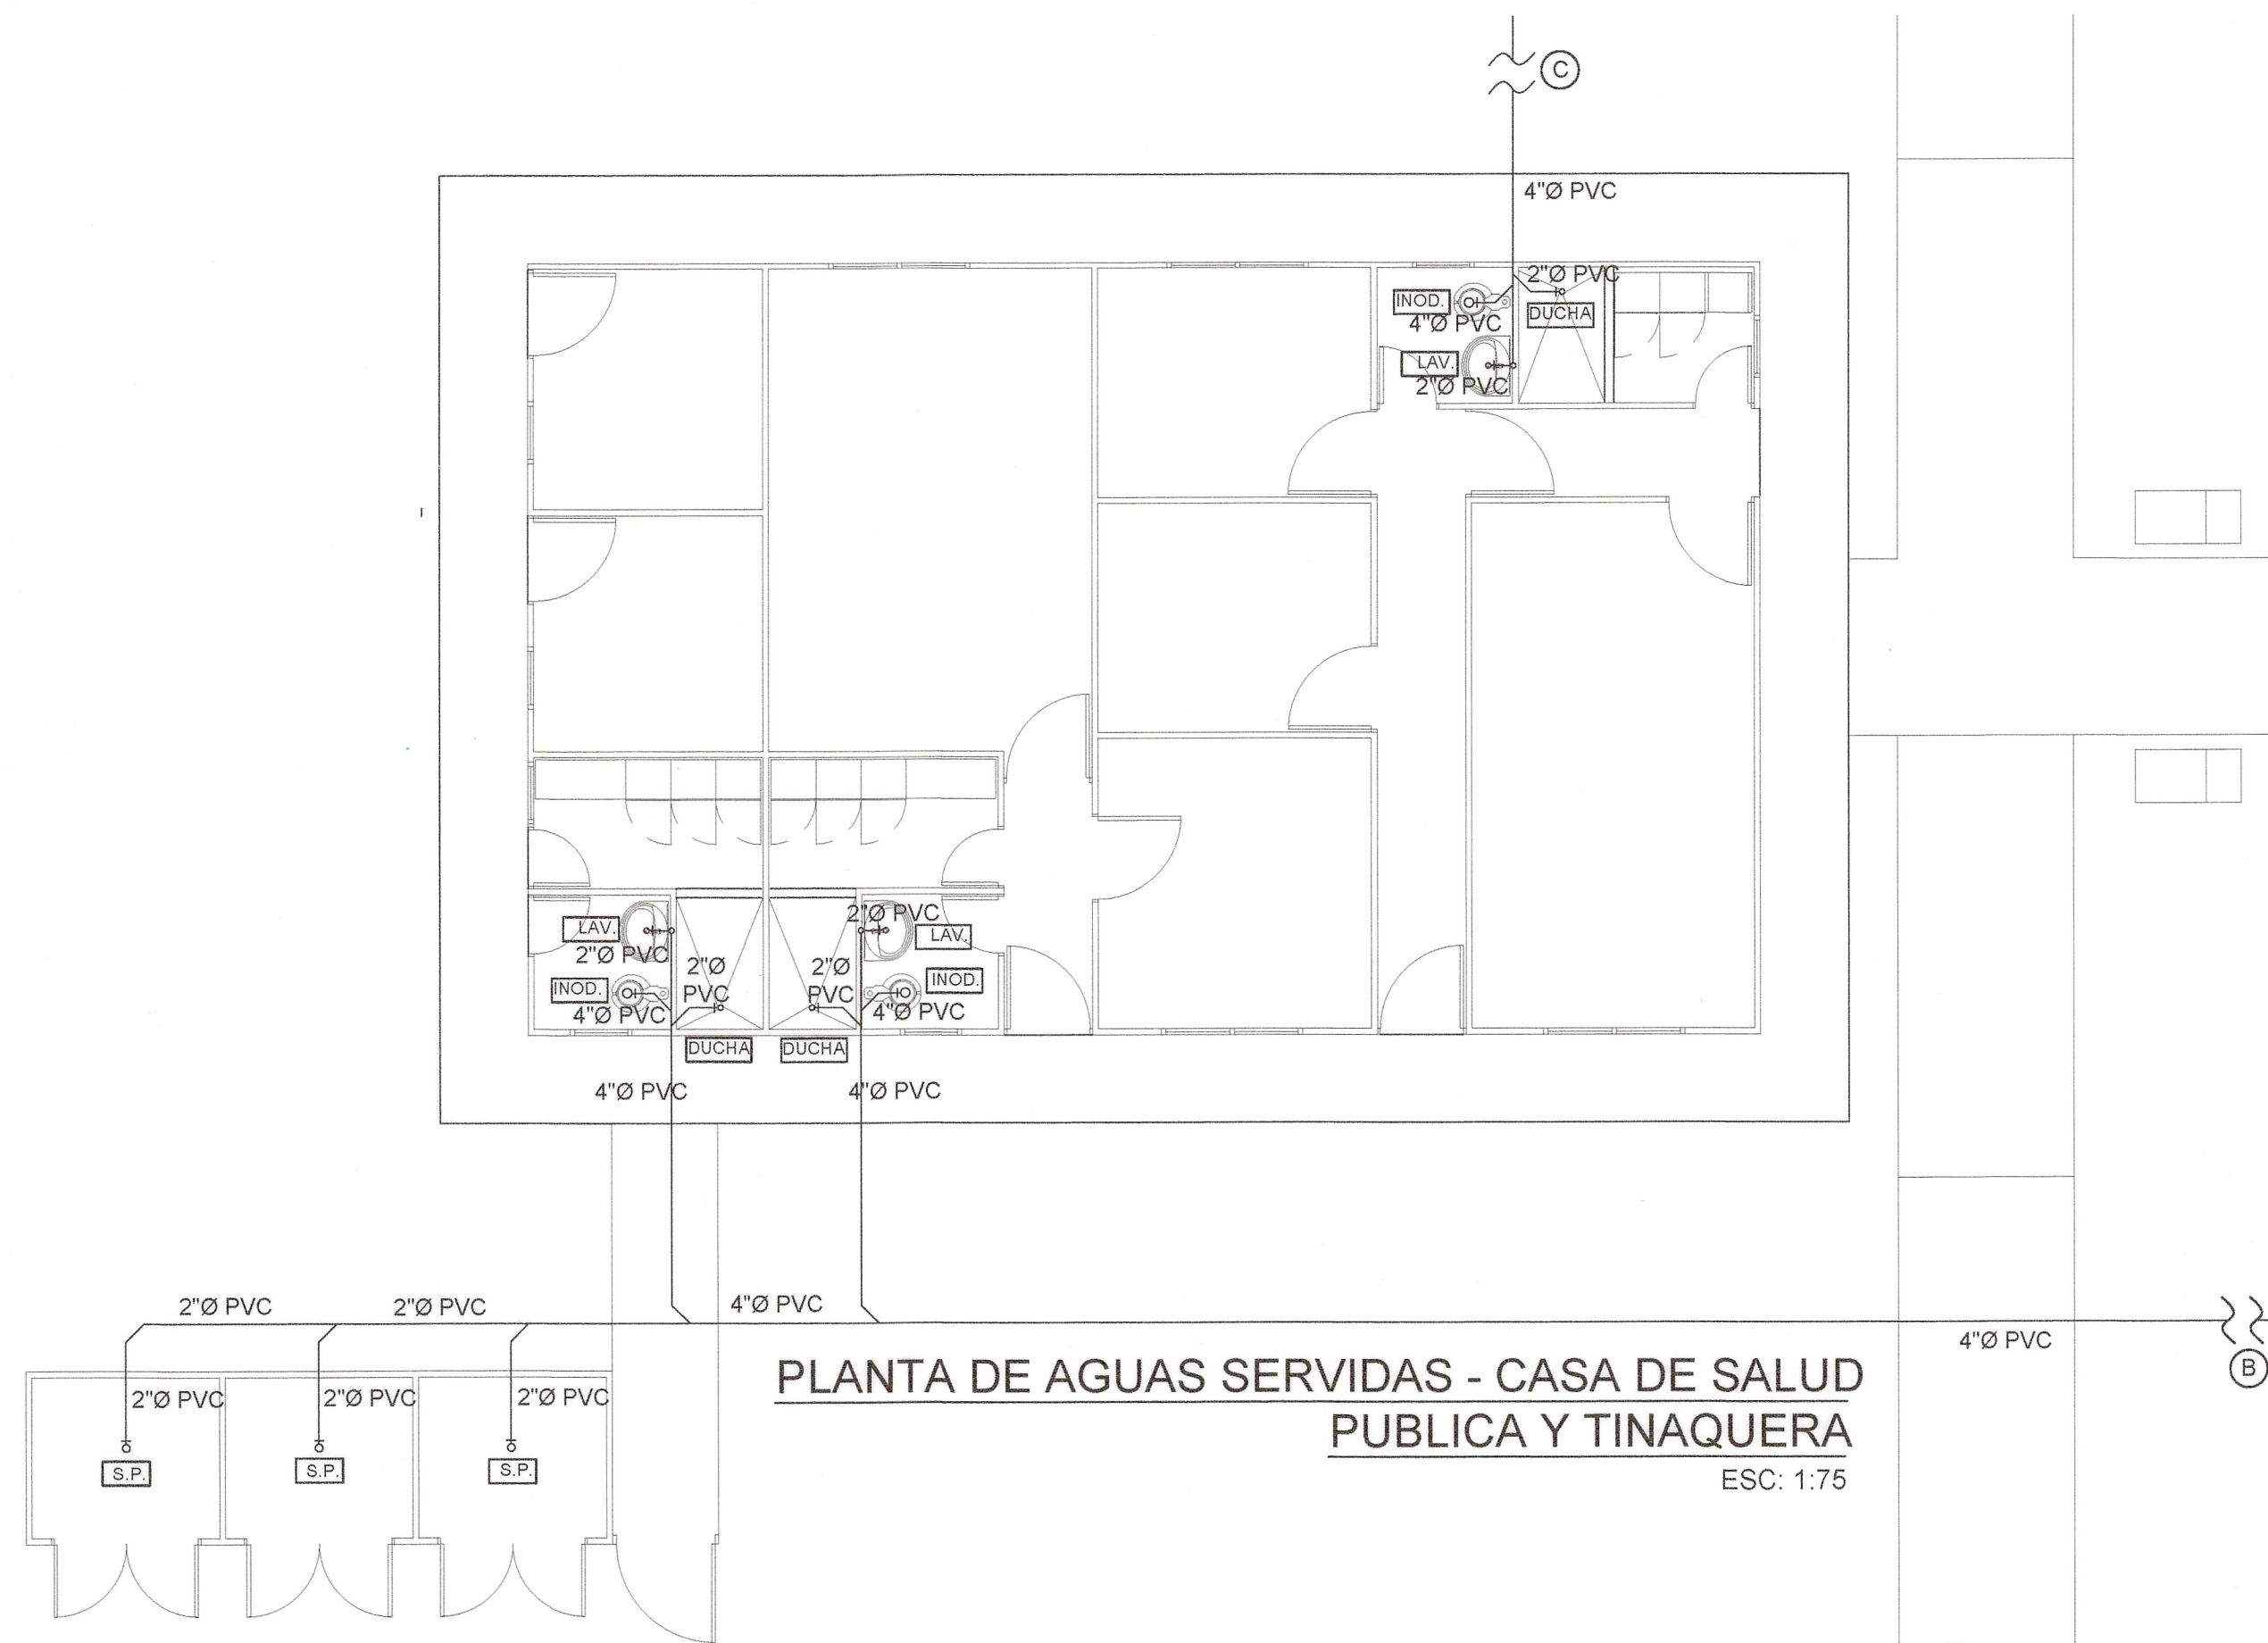 C
4"Ø PVC
2"Ø PVC
INOD.
DUCHA
4"Ø PVC
LAV.
2"Ø PVC
2"Ø PVC
LAV.
LAV.
2"Ø PVC
2"Ø
PVC
2"Ø
PVC
INOD.
INOD.
4"Ø PVC
4"Ø PVC
DUCHA
DUCHA
4"Ø PVC
4"Ø PVC
2"Ø PVC
2"Ø PVC
4"Ø PVC
4"Ø PVC
B
PLANTA DE AGUAS SERVIDAS - CASA DE SALUD
PUBLICA Y TINAQUERA
ESC: 1:75
2"Ø PVC
2"Ø PVC
2"Ø PVC
S.P.
S.P.
S.P.